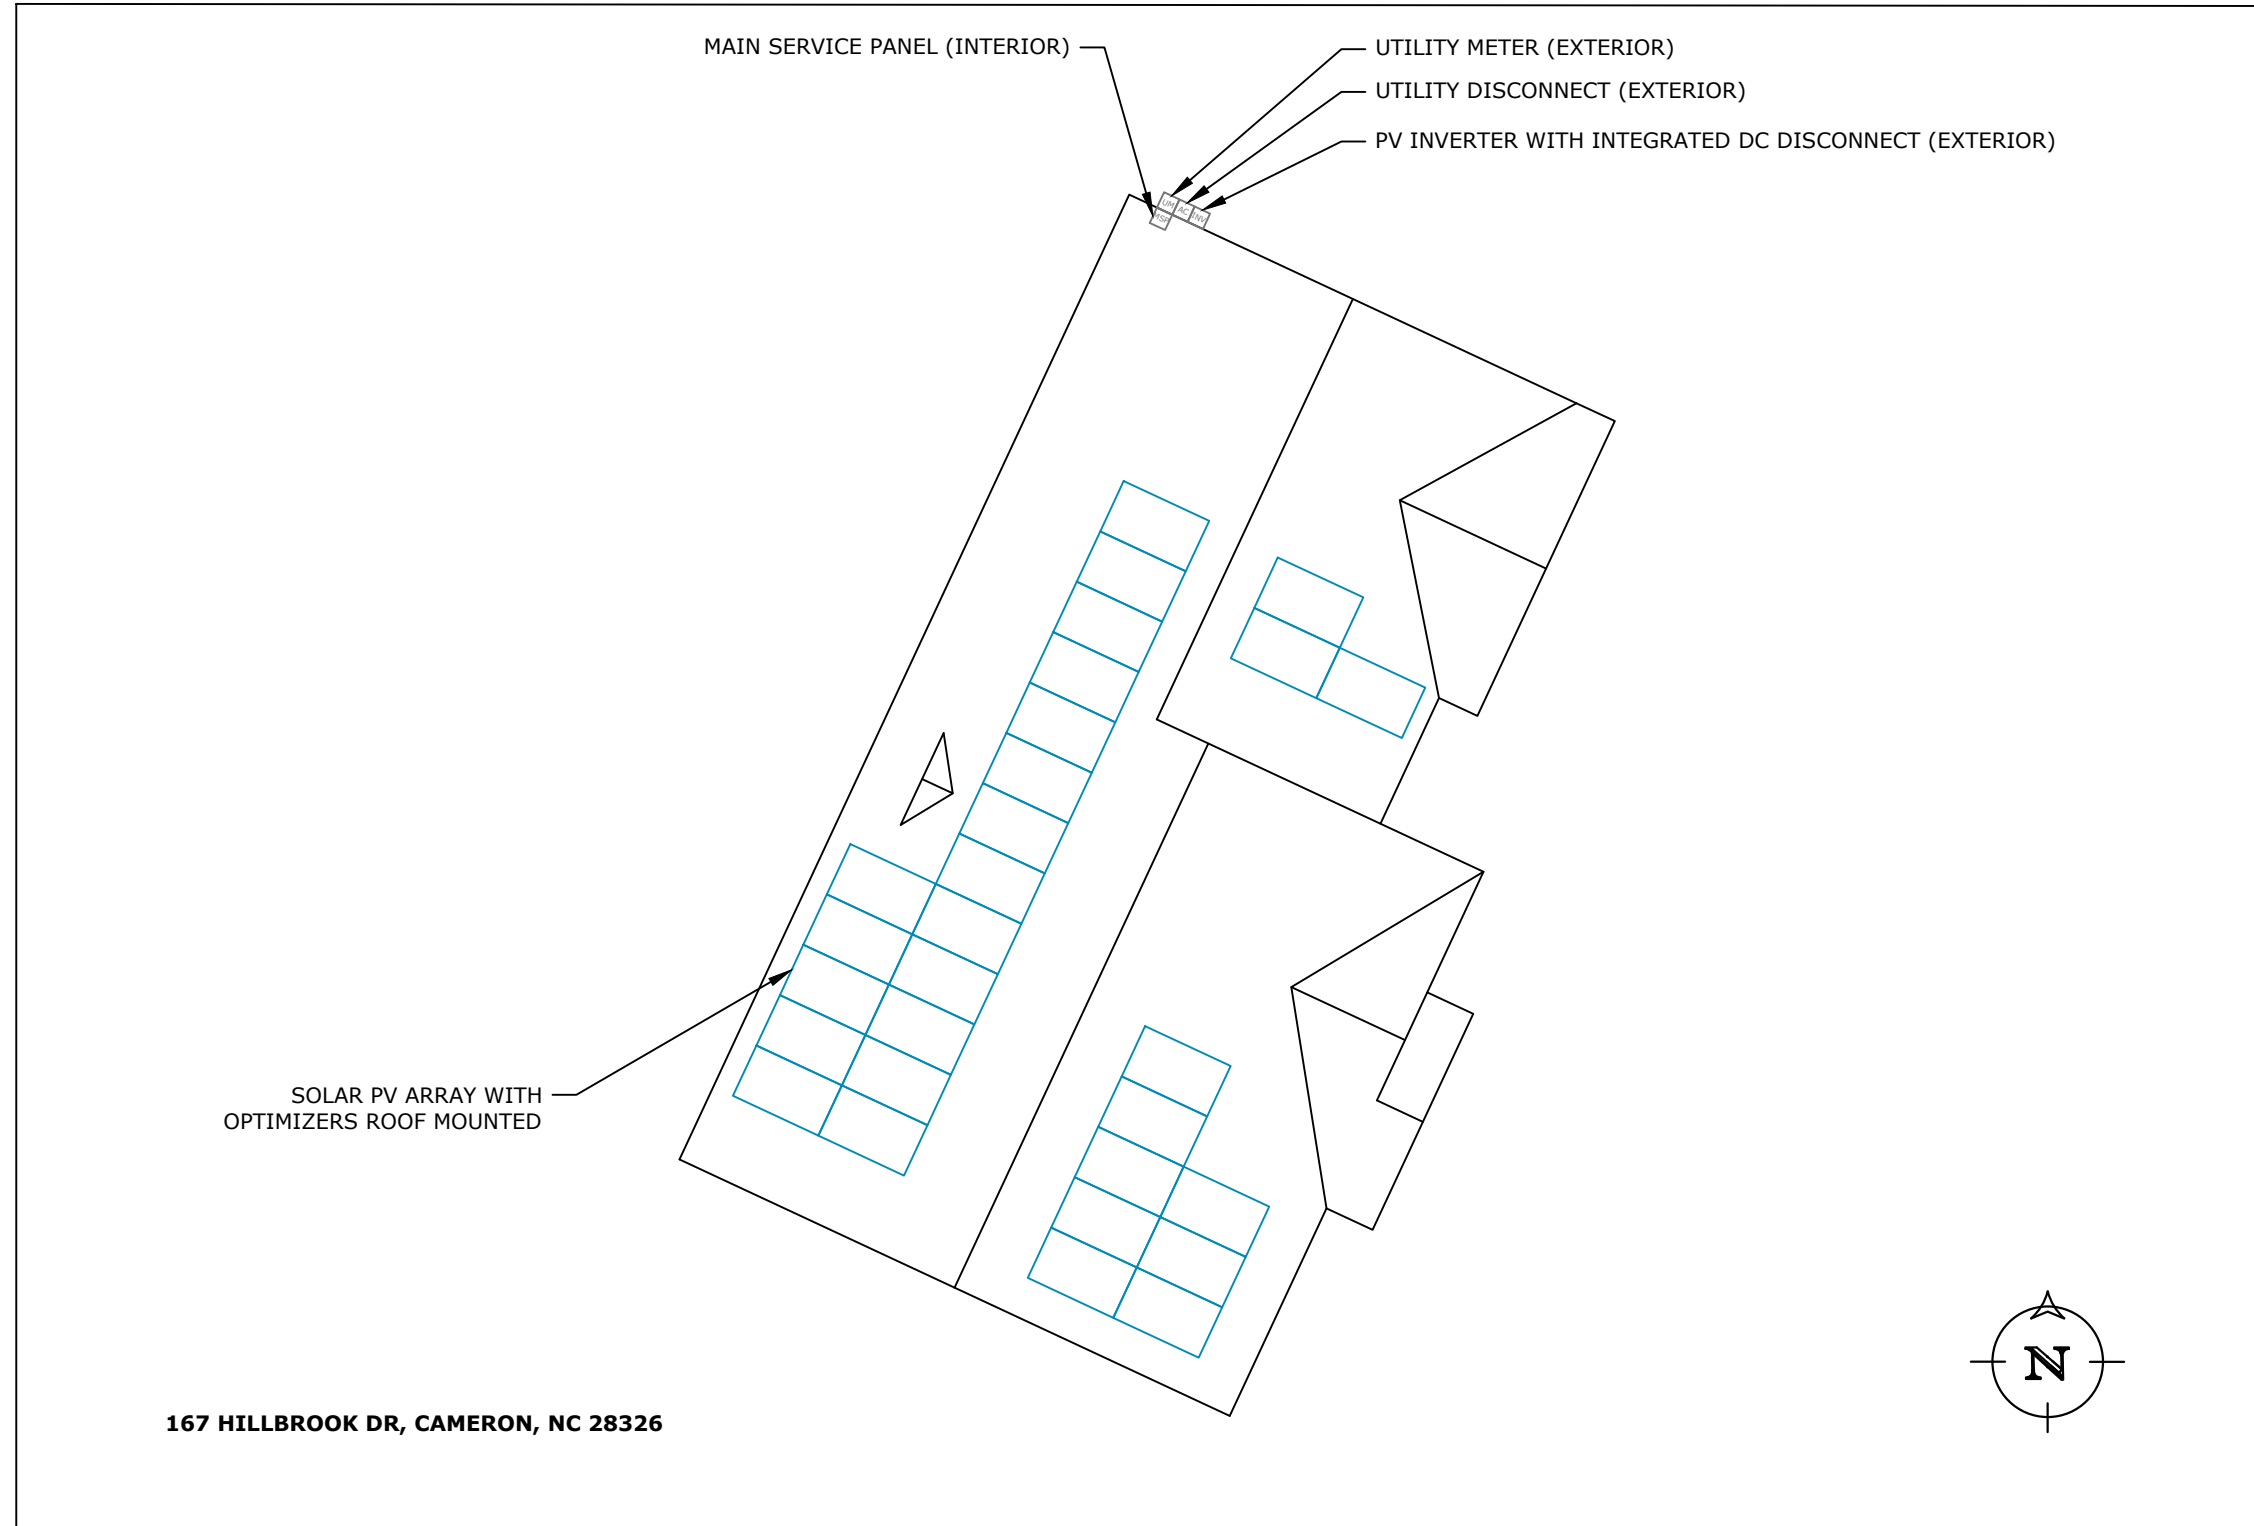 MAIN SERVICE PANEL (INTERIOR)
UTILITY METER (EXTERIOR)
UTILITY DISCONNECT (EXTERIOR)
PV INVERTER WITH INTEGRATED DC DISCONNECT (EXTERIOR)
UM
AC
INV
MSP
SOLAR PV ARRAY WITH
OPTIMIZERS ROOF MOUNTED
N
167 HILLBROOK DR, CAMERON, NC 28326